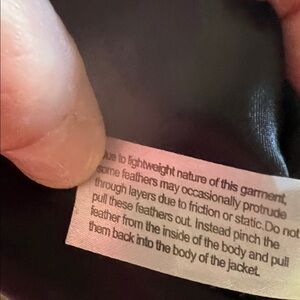 Due to lightweight nature of this garment,
some feathers may occasionally protrude
through layers due to friction or static. Do not
pull these feathers out. Instead pinch the
feather from the inside of the body and pull
them back into the body of the jacket.